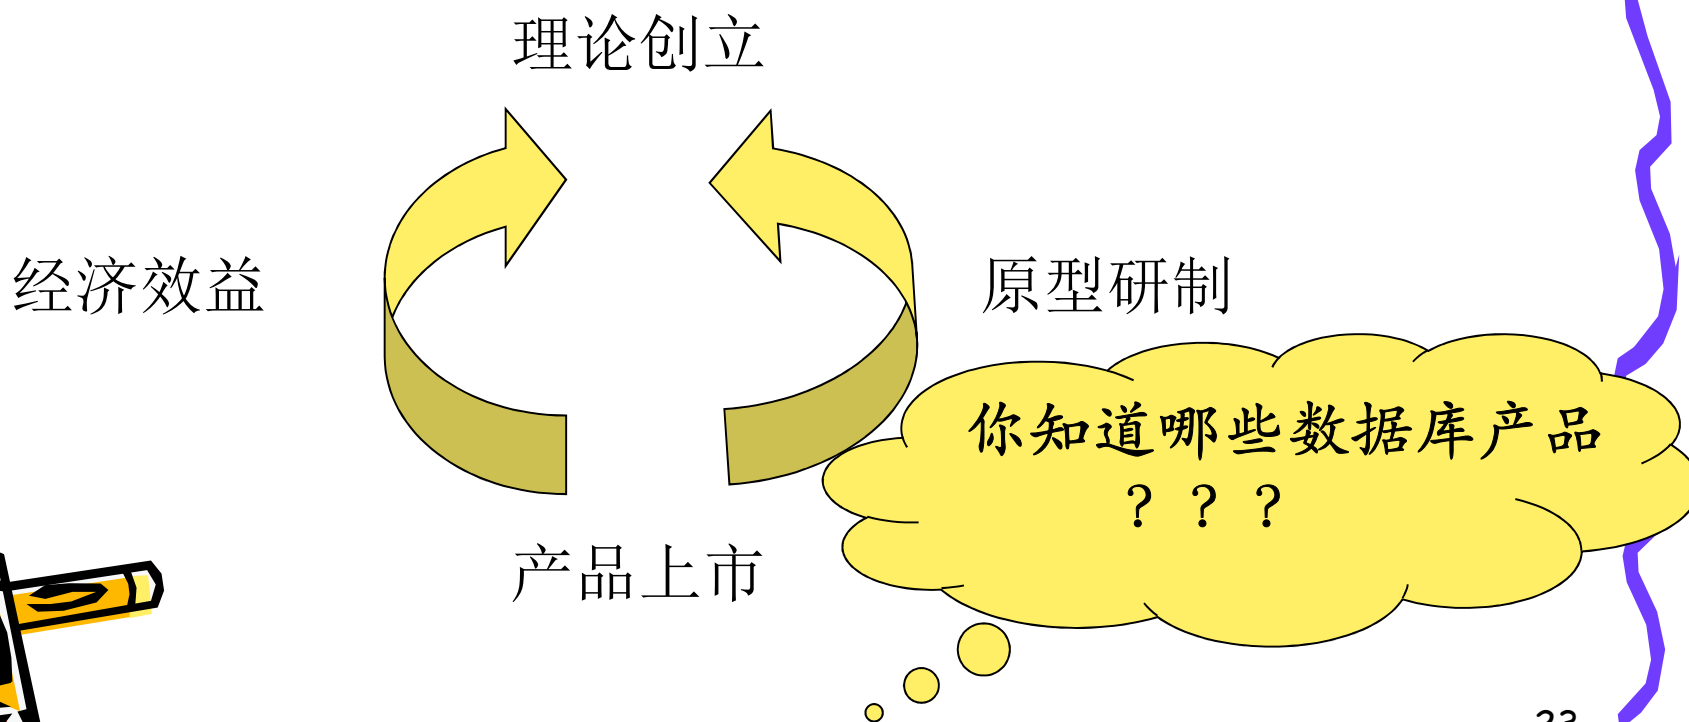 理论创立
经济效益
原型研制
你知道哪些数据库产品
？？？
产品上市
23